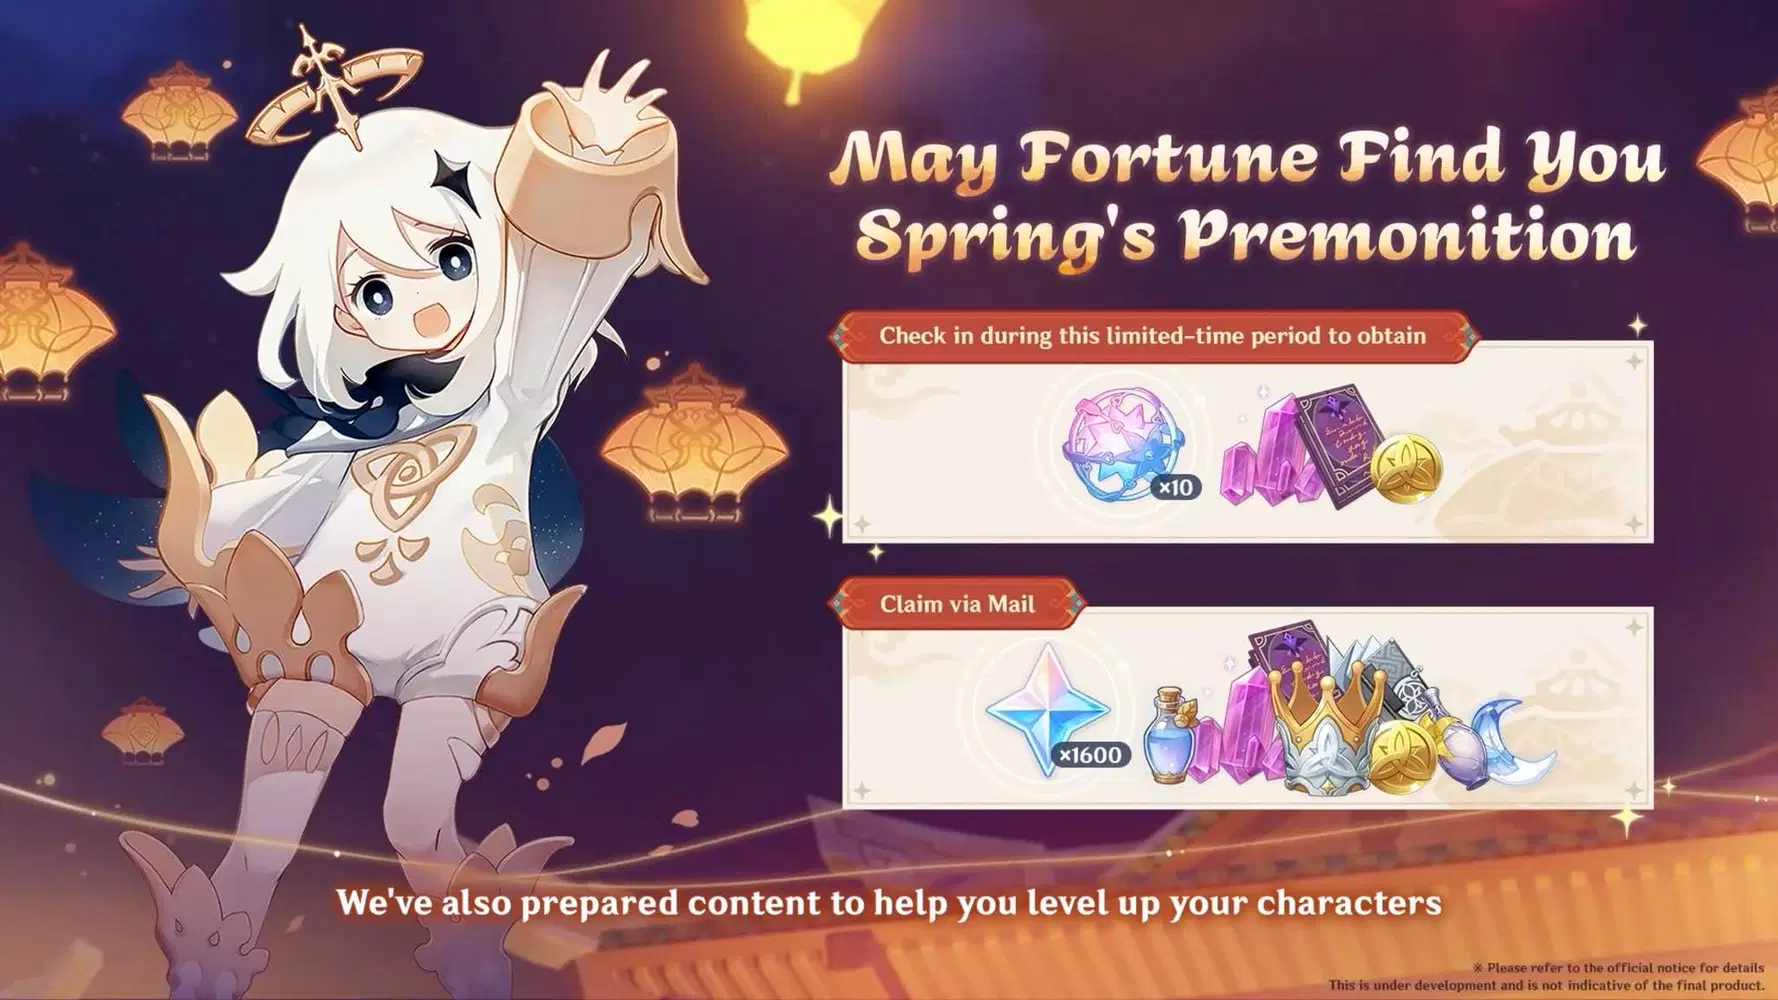 May Fortune Find You
Spring's Premonition
Check in during this limited-time period to obtain
×10
Claim via Mail
×1600
We've also prepared content to help you level up your characters
※ Please refer to the official notice for details
This is under development and is not indicative of the final product.